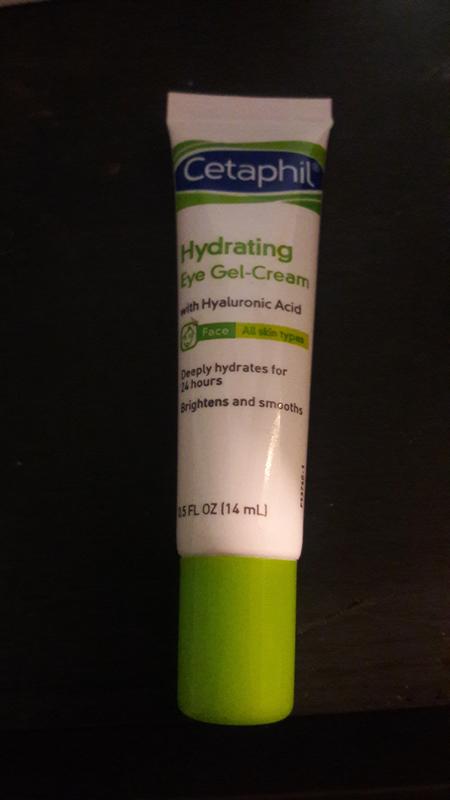 Cetaphil®
Hydrating
Eye Gel-Cream
with Hyaluronic Acid
Face All skin types
Deeply hydrates for
24 hours
Brightens and smooths
0.5 FL OZ (14 mL)